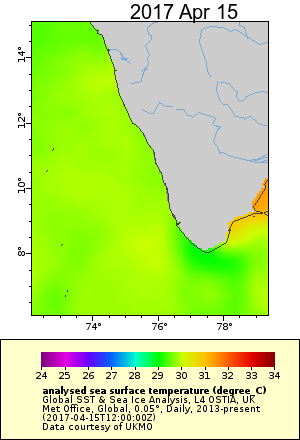 2017 Apr 15
14°
12°
10°
8°
74° 76° 78°
24 25 26 27 28 29 30 31 32 33 34
analysed sea surface temperature (degree_C)
Global SST & Sea Ice Analysis, L4 OSTIA, UK
Met Office, Global, 0.05°, Daily, 2013-present
(2017-04-15T12:00:00Z)
Data courtesy of UKMO